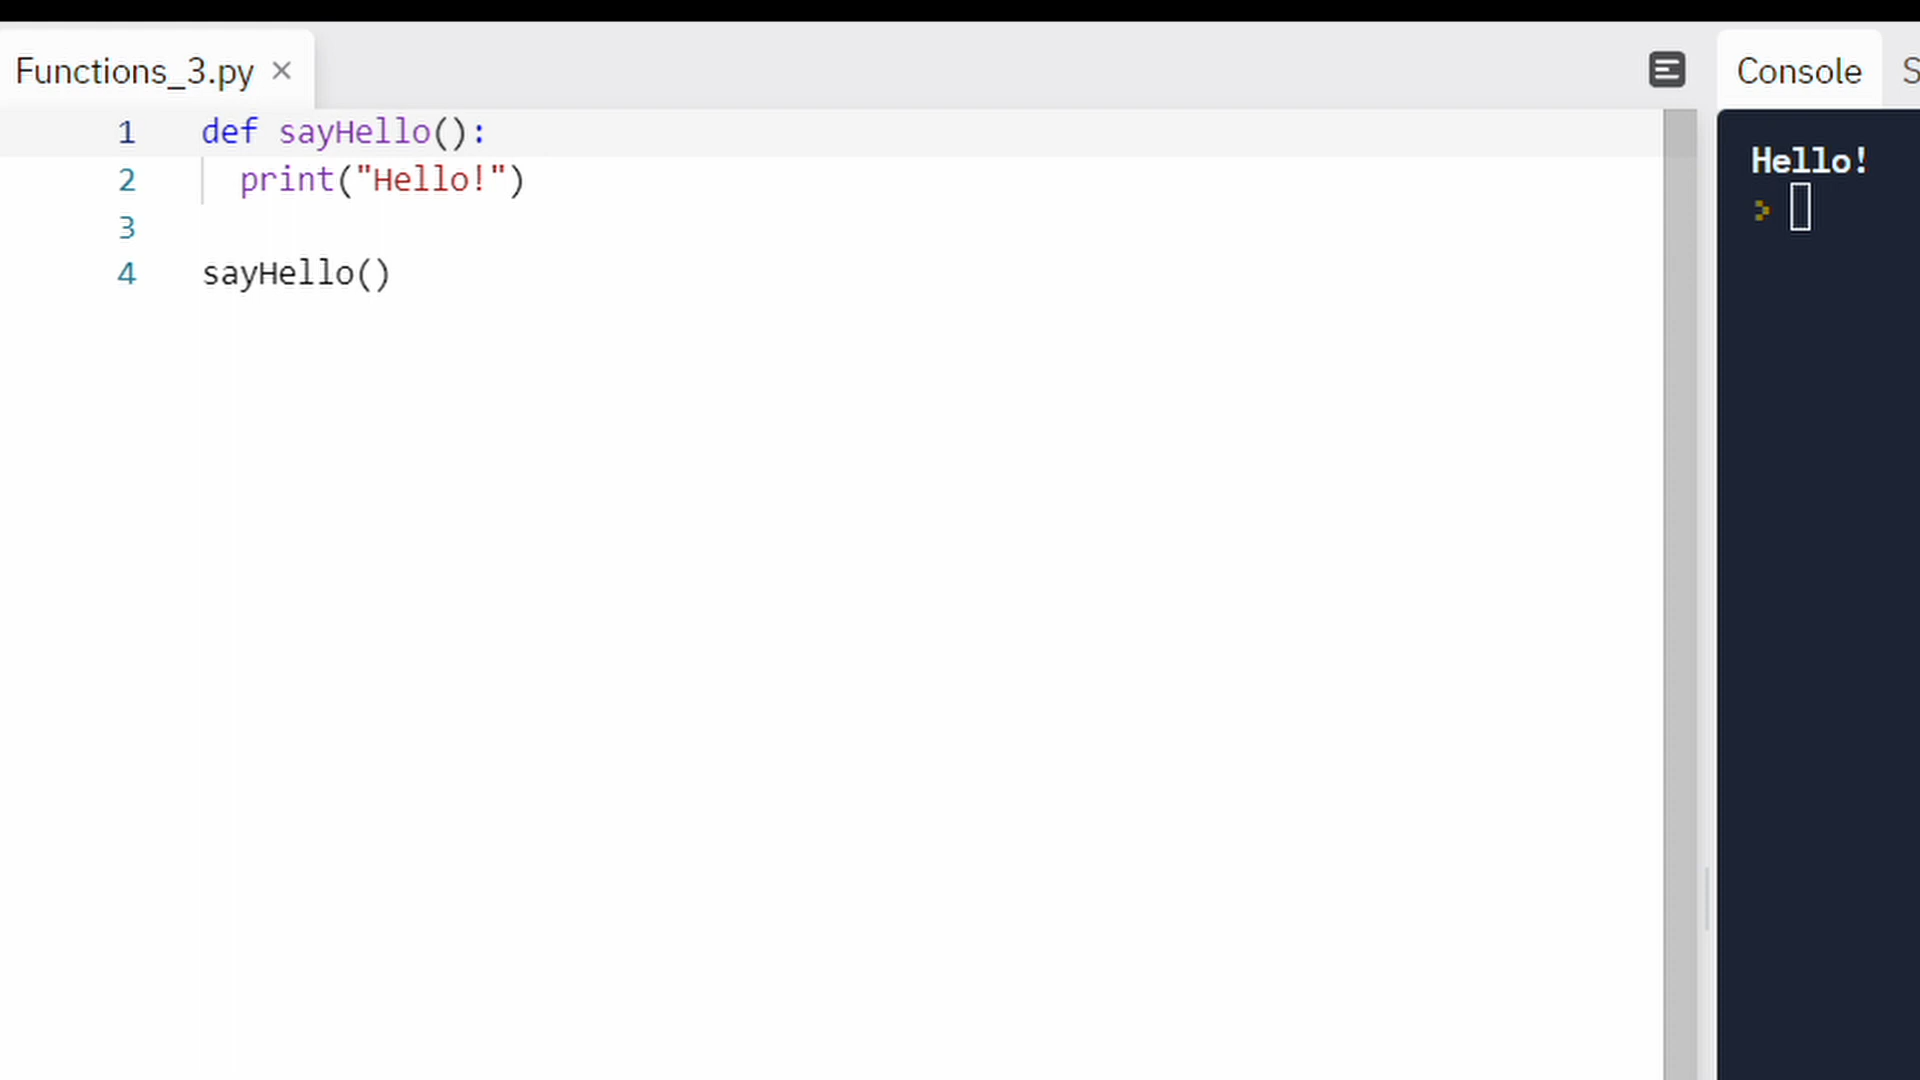 Functions_3.py ×
Console S
1 def sayHello():
2 print("Hello!")
3
4 sayHello()
Hello!
>